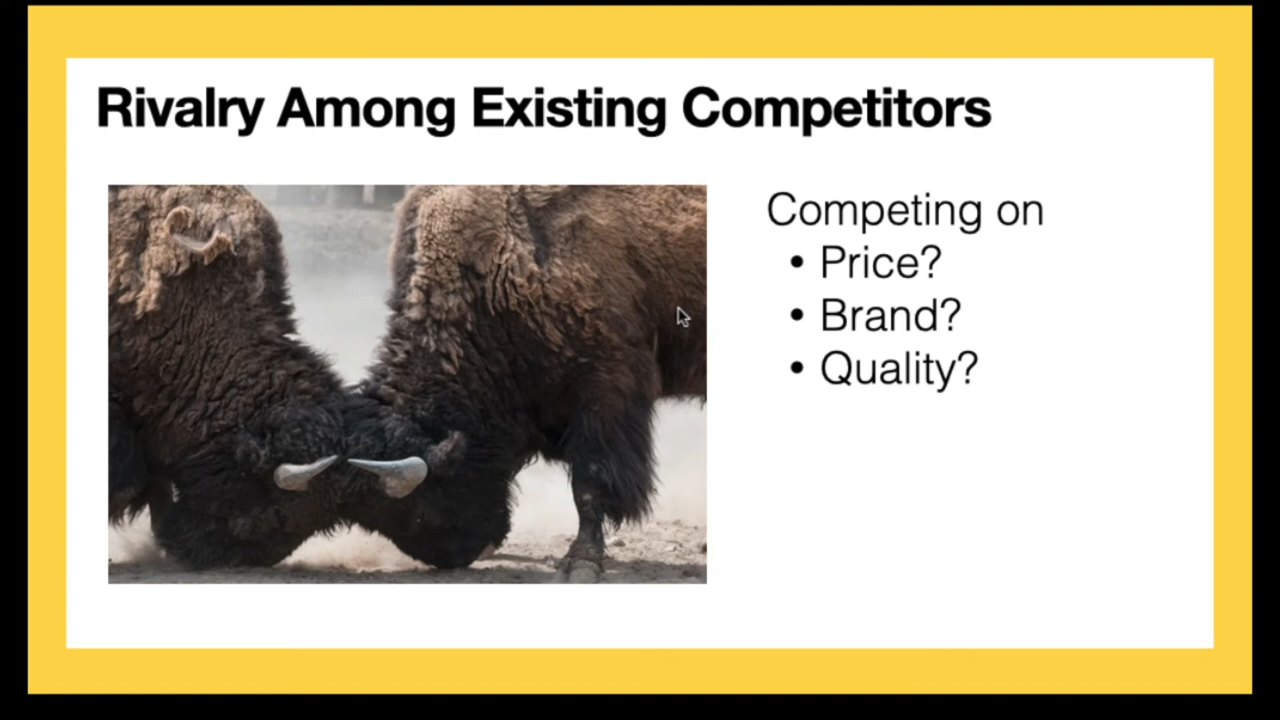 Rivalry Among Existing Competitors
Competing on
• Price?
• Brand?
• Quality?